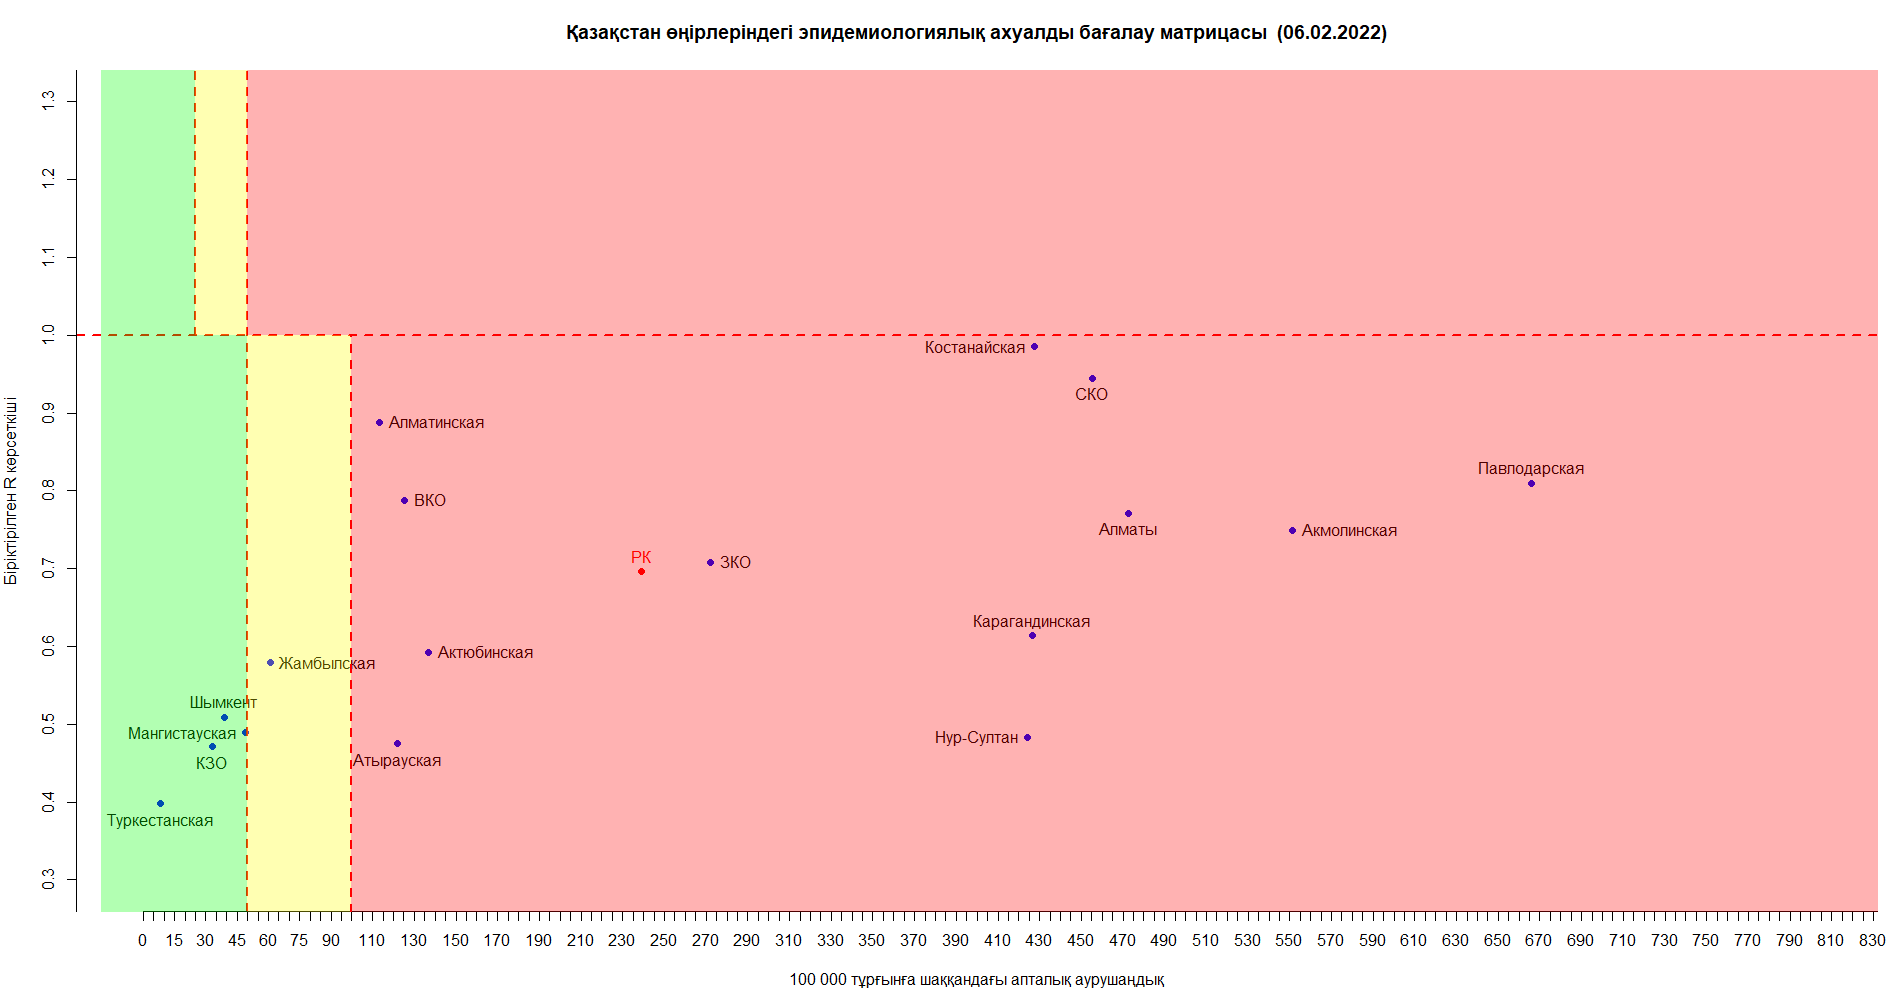 Қазақстан өңірлеріндегі эпидемиологиялық ахуалды бағалау матрицасы (06.02.2022)
Біріктірілген R көрсеткіші
1.3
1.2
1.1
1.0
0.9
0.8
0.7
0.6
0.5
0.4
0.3
Костанайская
СКО
Алматинская
Павлодарская
ВКО
Алматы
Акмолинская
РК
ЗКО
Карагандинская
Актюбинская
Жамбылская
Шымкент
Мангистауская
Нур-Султан
КЗО
Атырауская
Туркестанская
0 15 30 45 60 75 90 110 130 150 170 190 210 230 250 270 290 310 330 350 370 390 410 430 450 470 490 510 530 550 570 590 610 630 650 670 690 710 730 750 770 790 810 830
100 000 тұрғынға шаққандағы апталық аурушаңдық